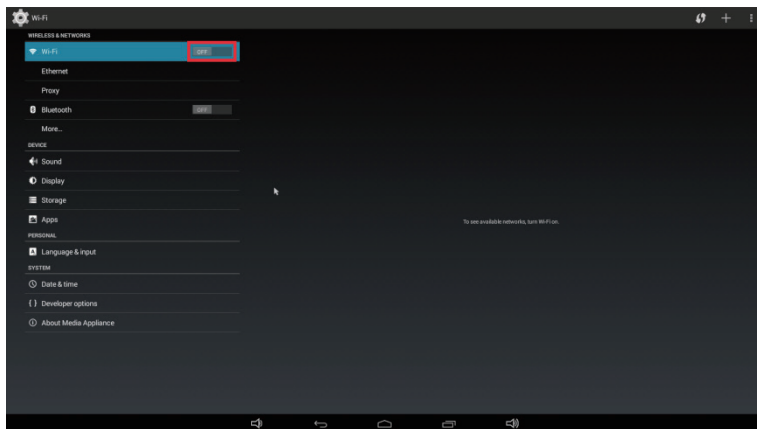 Wi-Fi
WIRELESS & NETWORKS
Wi-Fi OFF
Ethernet
Proxy
Bluetooth OFF
More...
DEVICE
Sound
Display
Storage
Apps
To see available networks, turn Wi-Fi on.
PERSONAL
Language & input
SYSTEM
Date & time
Developer options
About Media Appliance